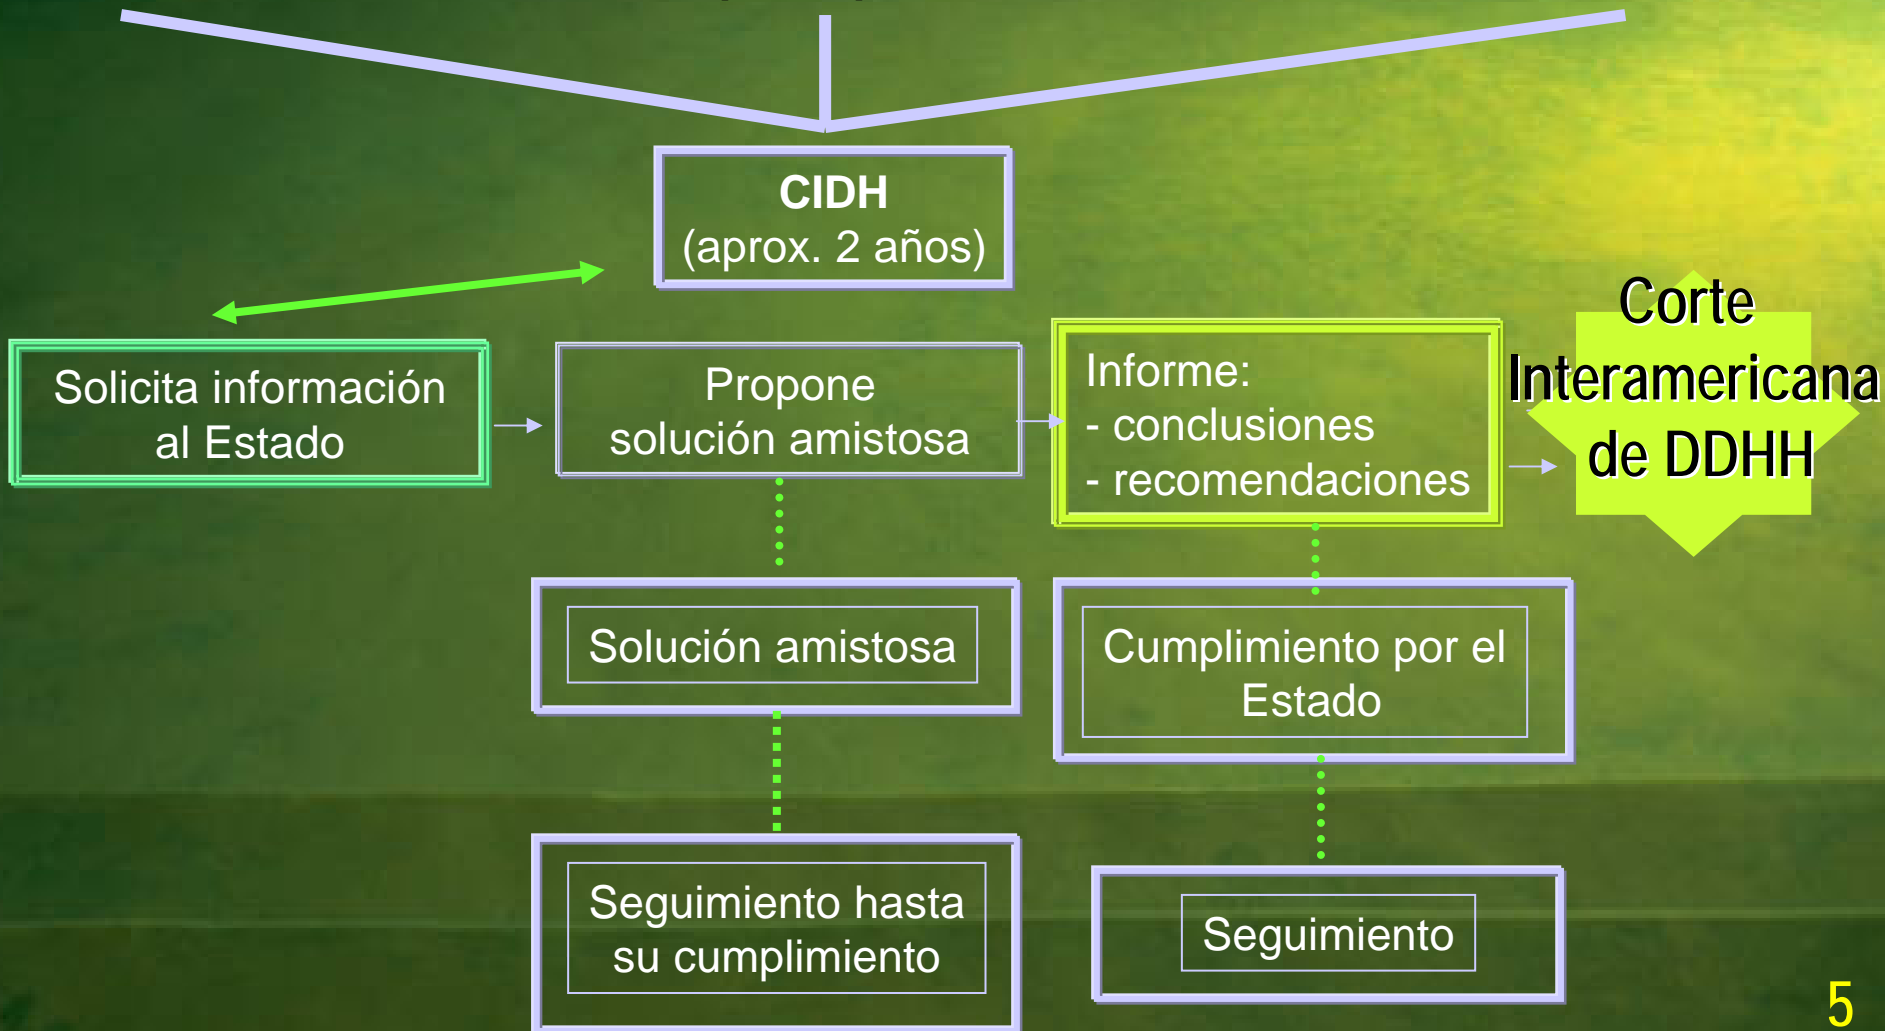 CIDH
(aprox. 2 años)
Solicita información
al Estado
Propone
solución amistosa
Informe:
- conclusiones
- recomendaciones
Corte
Interamericana
de DDHH
Solución amistosa
Cumplimiento por el
Estado
Seguimiento hasta
su cumplimiento
Seguimiento
5